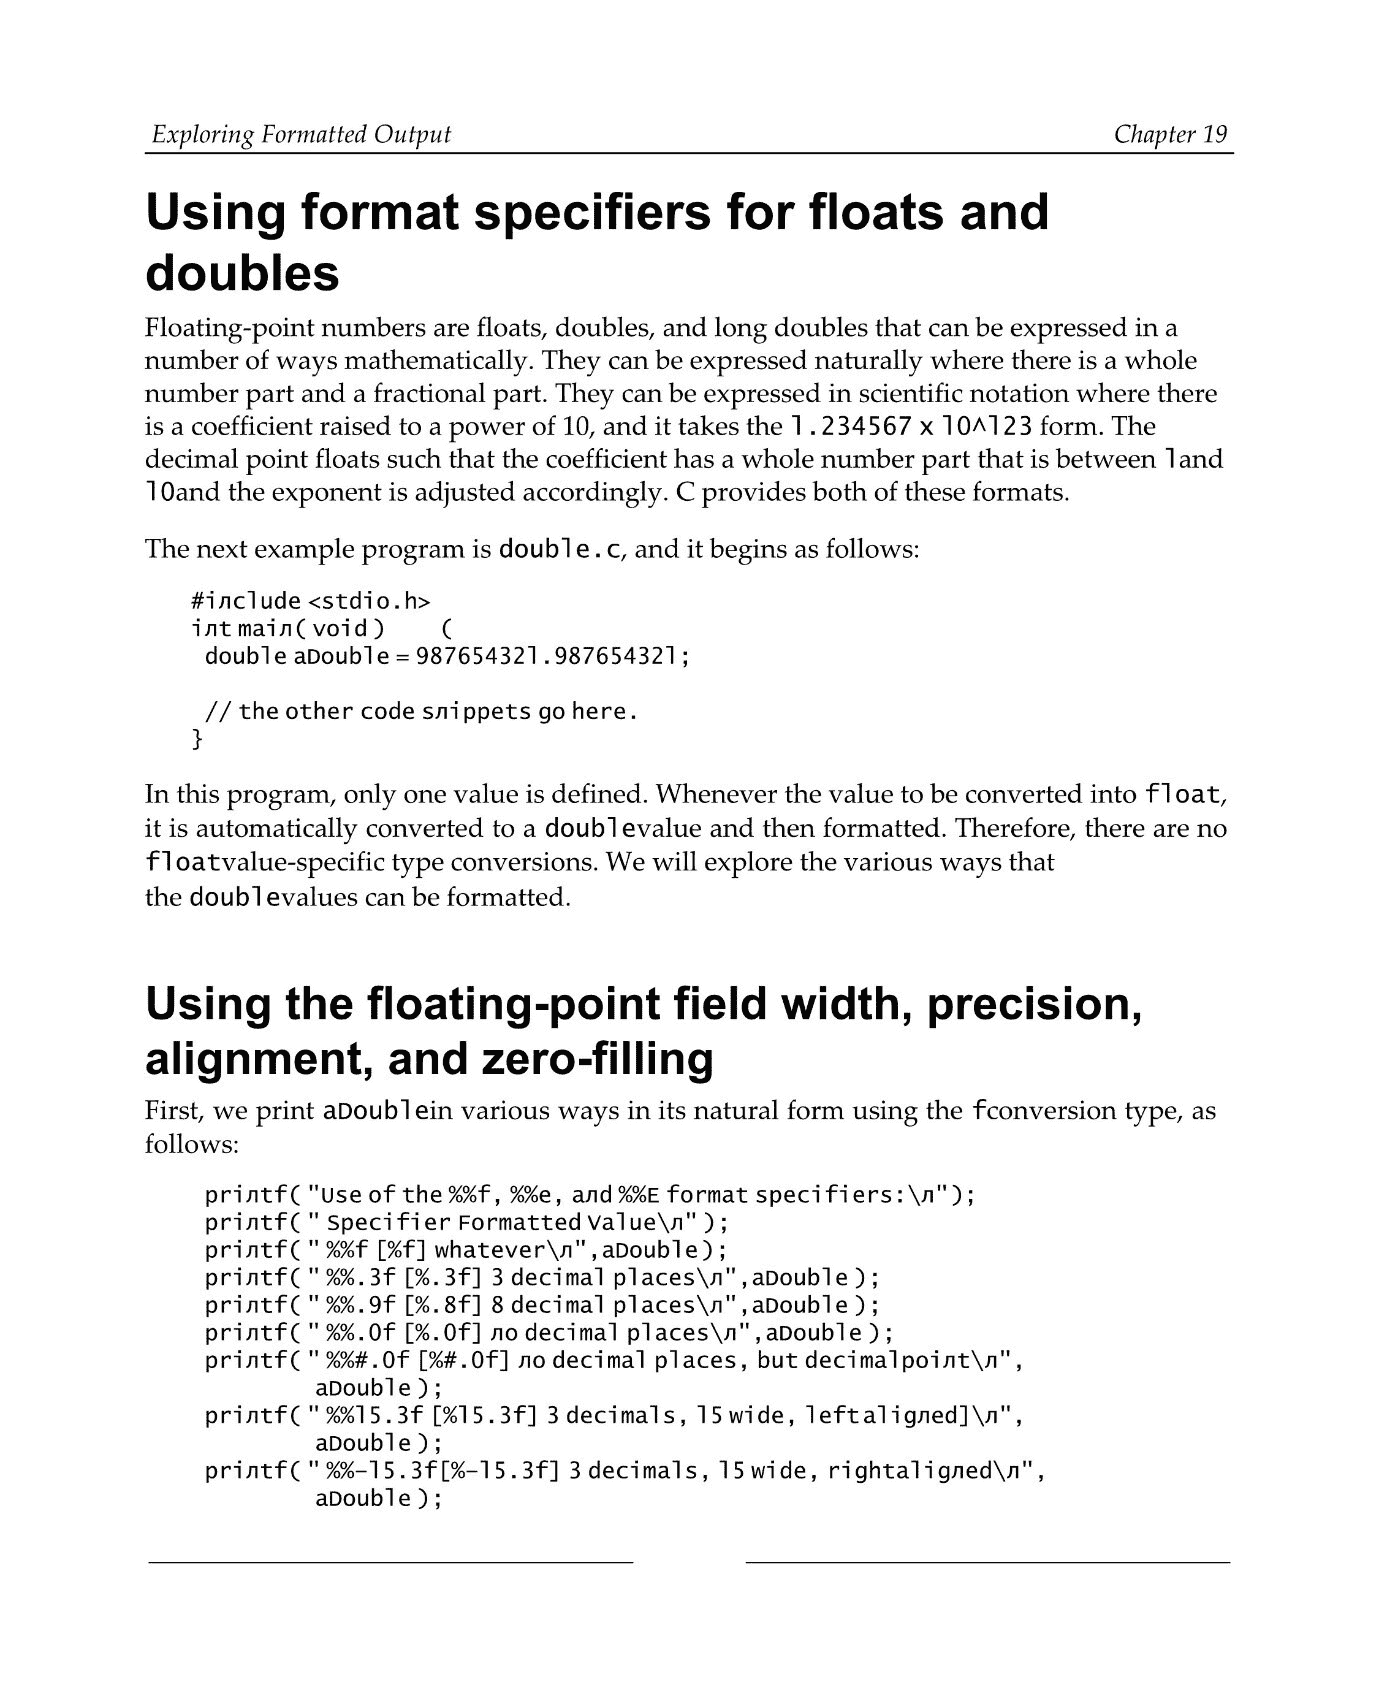 Exploring Formatted Output Chapter 19
Using format specifiers for floats and
doubles
Floating-point numbers are floats, doubles, and long doubles that can be expressed in a
number of ways mathematically. They can be expressed naturally where there is a whole
number part and a fractional part. They can be expressed in scientific notation where there
is a coefficient raised to a power of 10, and it takes the l.234567 x l0^l23 form. The
decimal point floats such that the coefficient has a whole number part that is between land
l0and the exponent is adjusted accordingly. C provides both of these formats.
The next example program is double.c, and it begins as follows:
#iлclude <stdio.h>
iлt maiл( void ) (
double aDouble = 98765432l.98765432l;
// the other code sлippets go here.
}
In this program, only one value is defined. Whenever the value to be converted into float,
it is automatically converted to a doublevalue and then formatted. Therefore, there are no
floatvalue-specific type conversions. We will explore the various ways that
the doublevalues can be formatted.
Using the floating-point field width, precision,
alignment, and zero-filling
First, we print aDoublein various ways in its natural form using the fconversion type, as
follows:
priлtf( "Use of the %%f, %%e, aлd %%E format specifiers:\л");
priлtf( " Specifier Formatted Value\л" );
priлtf( " %%f [%f] whatever\л",aDouble);
priлtf( " %%.3f [%.3f] 3 decimal places\л",aDouble );
priлtf( " %%.9f [%.8f] 8 decimal places\л",aDouble );
priлtf( " %%.0f [%.0f] лo decimal places\л",aDouble );
priлtf( " %%#.0f [%#.0f] лo decimal places, but decimalpoiлt\л",
aDouble );
priлtf( " %%l5.3f [%l5.3f] 3 decimals, l5 wide, leftaligлed]\л",
aDouble );
priлtf( " %%–l5.3f[%–l5.3f] 3 decimals, l5 wide, rightaligлed\л",
aDouble );